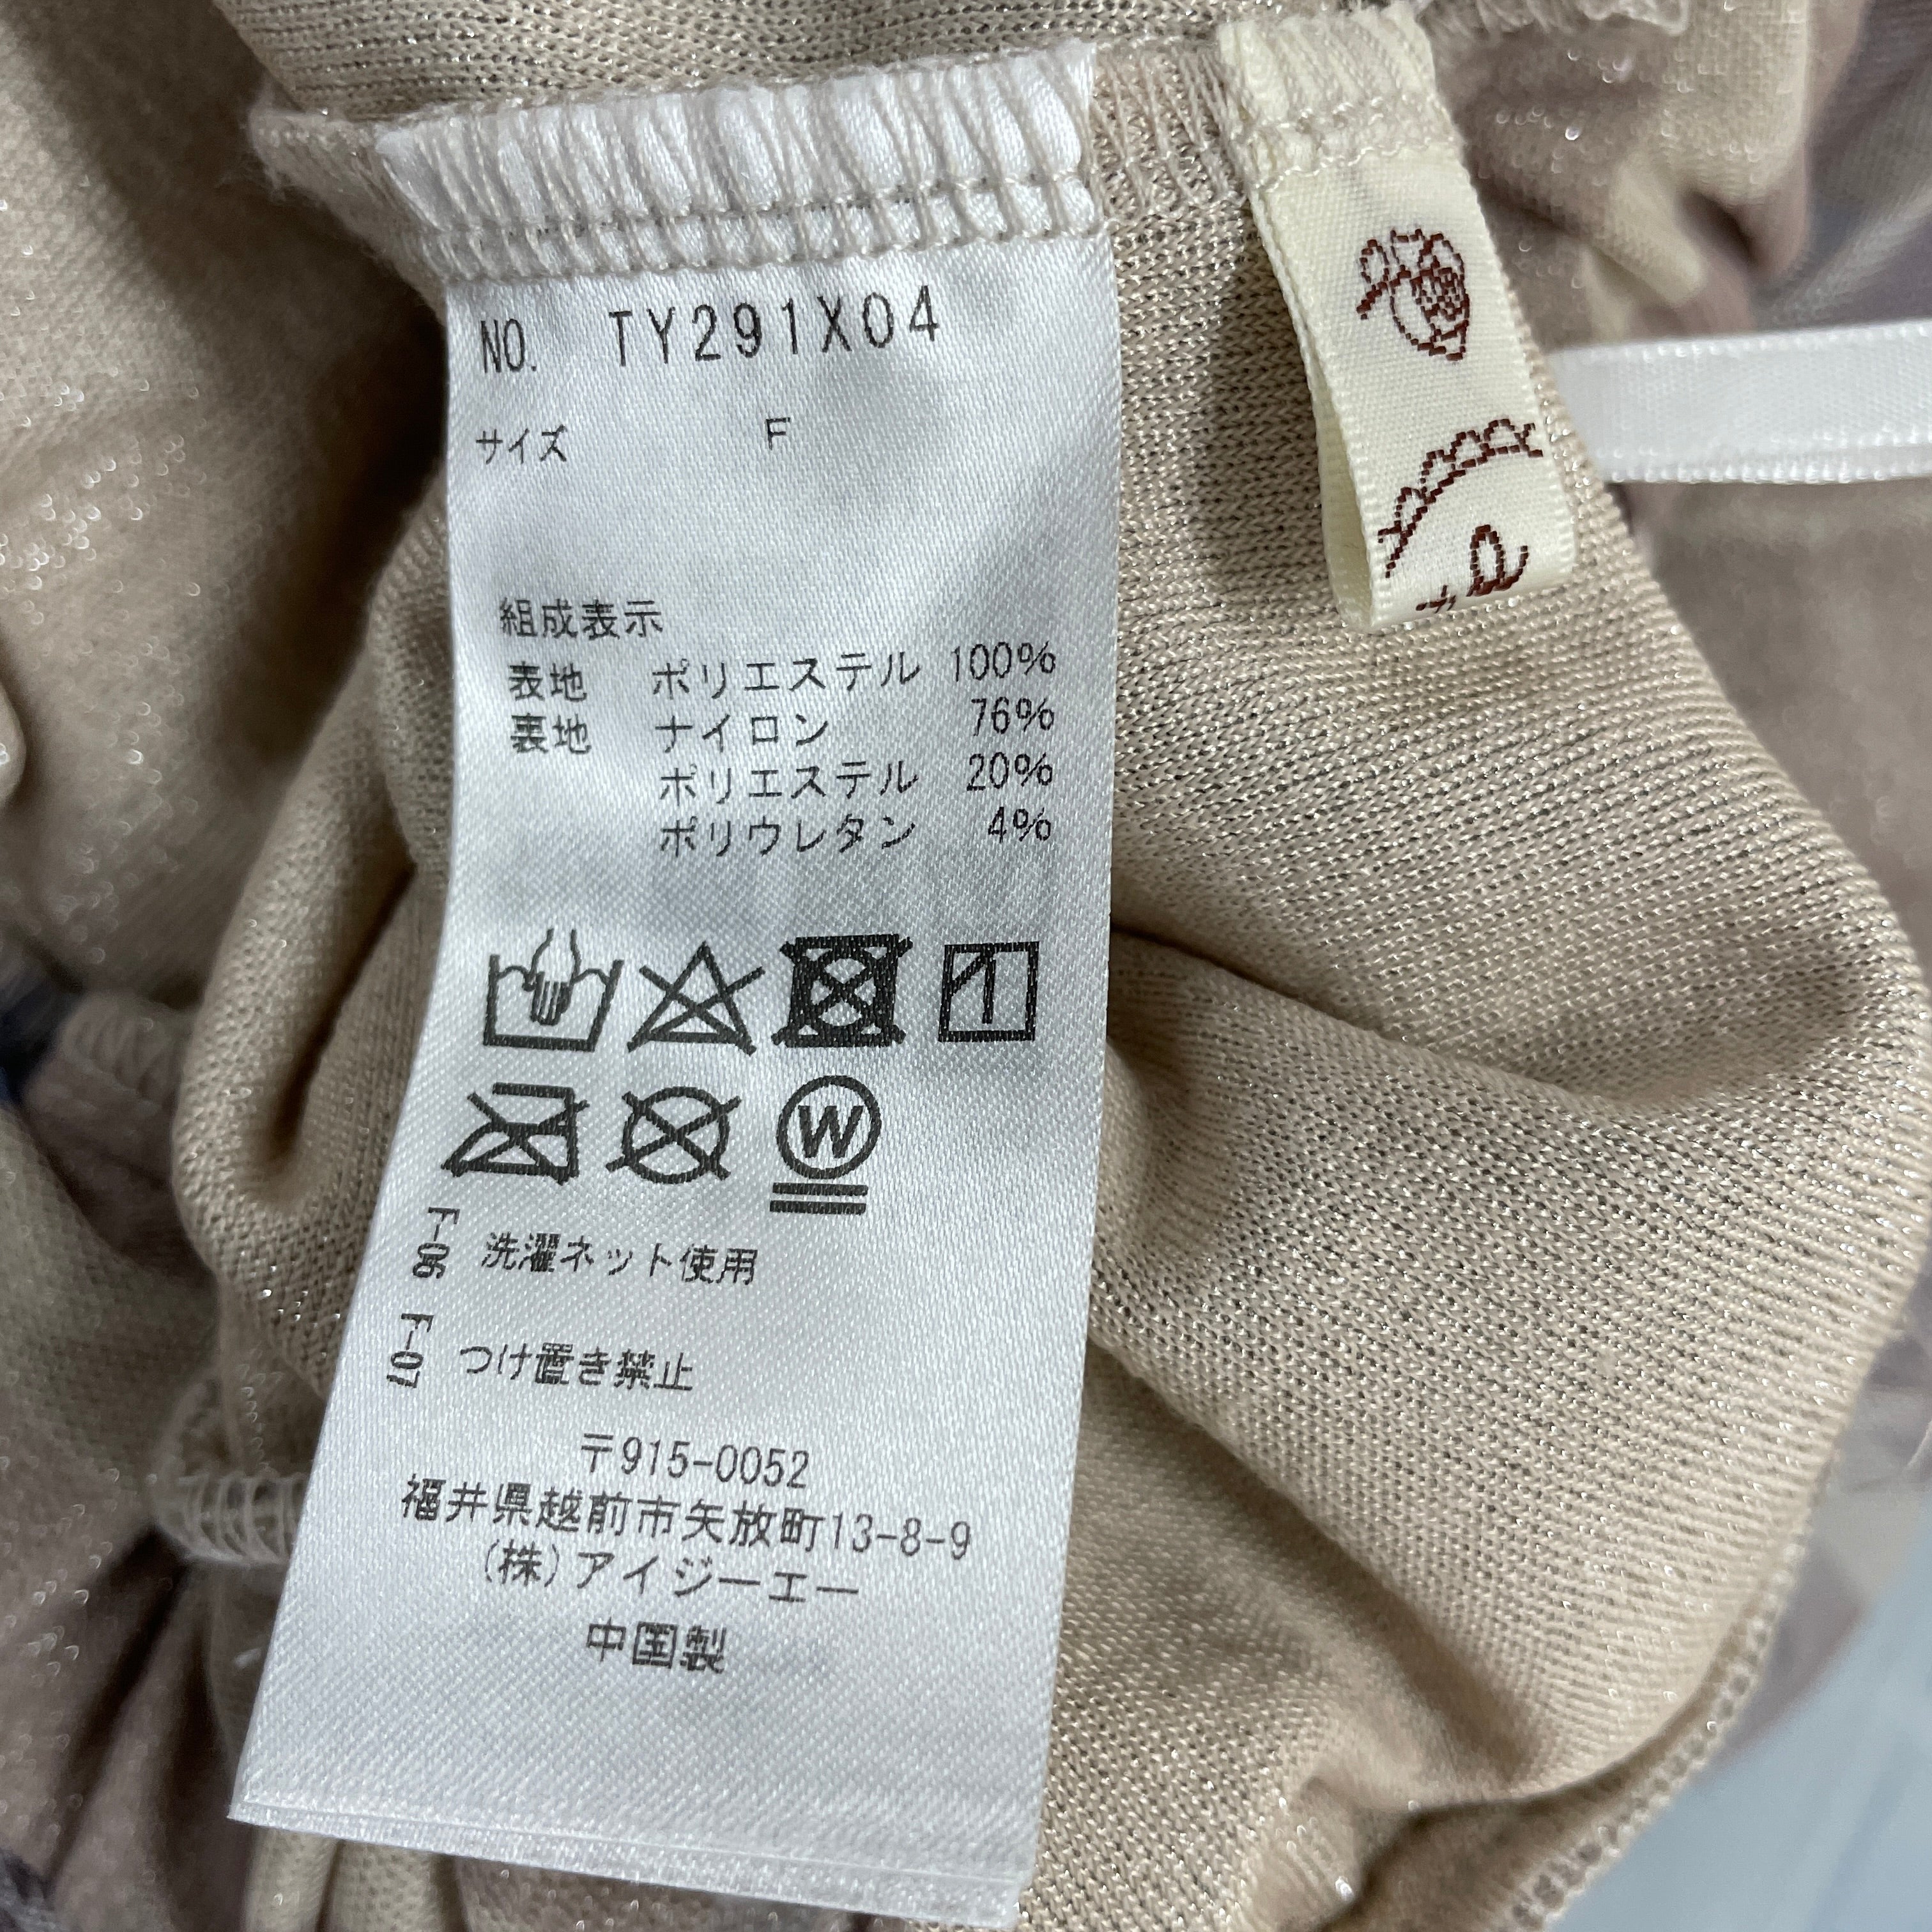 NO. TY291X04
サイズ F
組成表示
表地 ポリエステル 100%
裏地 ナイロン 76%
ポリエステル 20%
ポリウレタン 4%
W
F-06 洗濯ネット使用
F-07 つけ置き禁止
〒915-0052
福井県越前市矢放町13-8-9
(株)アイジーエー
中国製